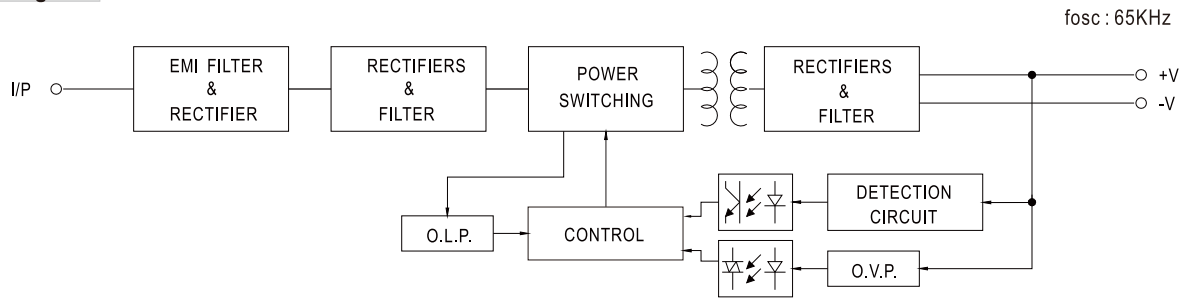 fosc : 65KHz
I/P
EMI FILTER
&
RECTIFIER
RECTIFIERS
&
FILTER
POWER
SWITCHING
RECTIFIERS
&
FILTER
+V
-V
DETECTION
CIRCUIT
O.L.P.
CONTROL
O.V.P.